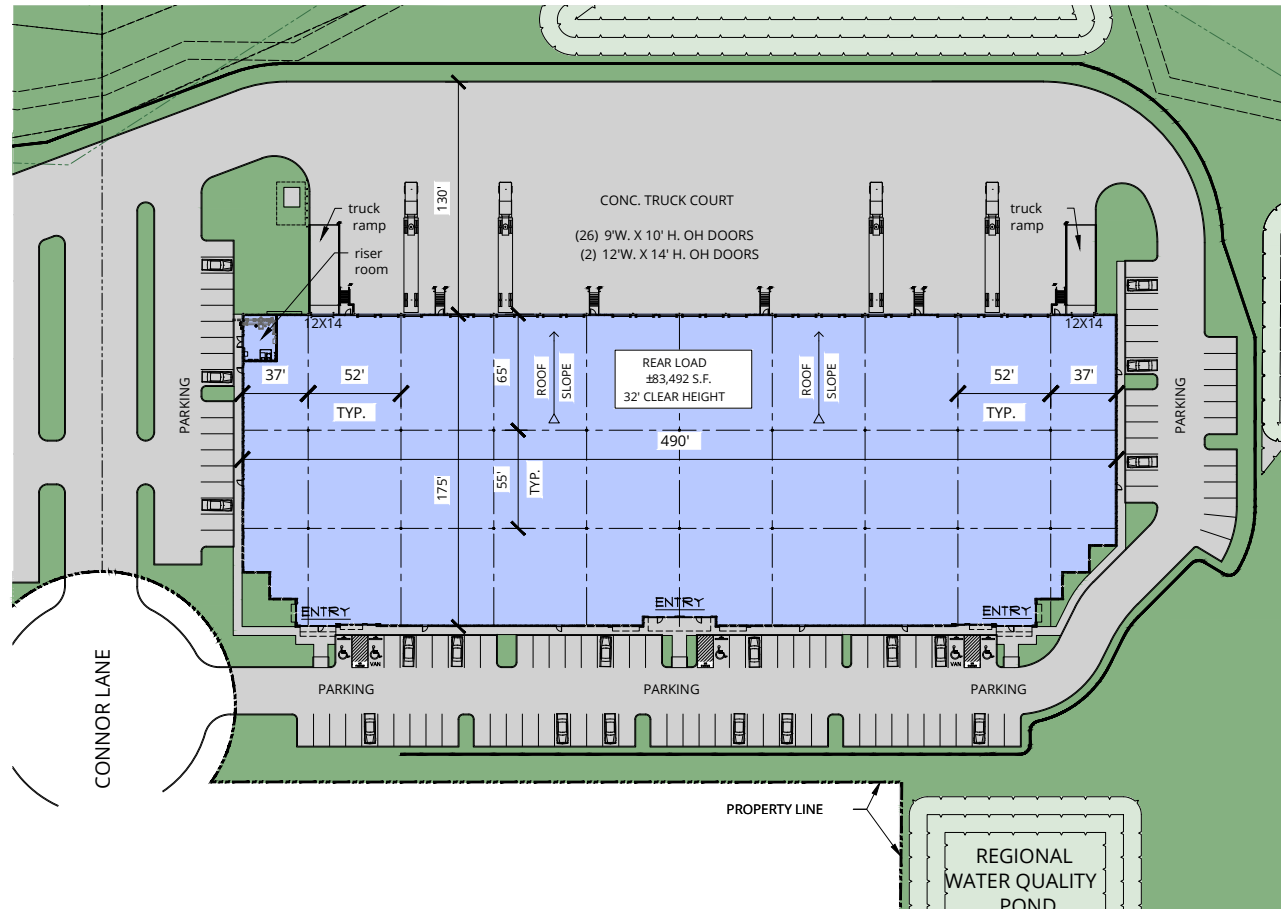 130'
CONC. TRUCK COURT
(26) 9'W. X 10' H. OH DOORS
(2) 12'W. X 14' H. OH DOORS
truck
ramp
riser
room
truck
ramp
12X14
12X14
37'
52'
TYP.
65'
ROOF
SLOPE
REAR LOAD
±83,492 S.F.
32' CLEAR HEIGHT
ROOF
SLOPE
52'
37'
TYP.
PARKING
PARKING
490'
175'
55'
TYP.
ENTRY
ENTRY
ENTRY
VAN
VAN
PARKING
PARKING
PARKING
CONNOR LANE
PROPERTY LINE
REGIONAL
WATER QUALITY
POND